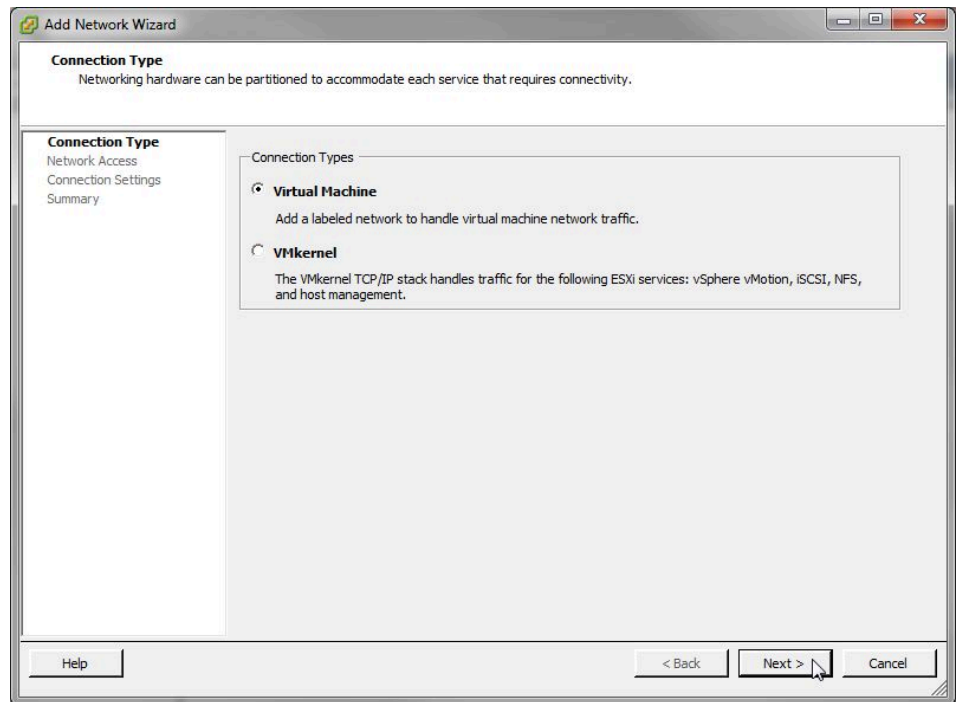 Add Network Wizard
Connection Type
Networking hardware can be partitioned to accommodate each service that requires connectivity.
Connection Type
Network Access
Connection Settings
Summary
Connection Types
Virtual Machine
Add a labeled network to handle virtual machine network traffic.
VMkernel
The VMkernel TCP/IP stack handles traffic for the following ESXi services: vSphere vMotion, iSCSI, NFS,
and host management.
Help
< Back
Next >
Cancel